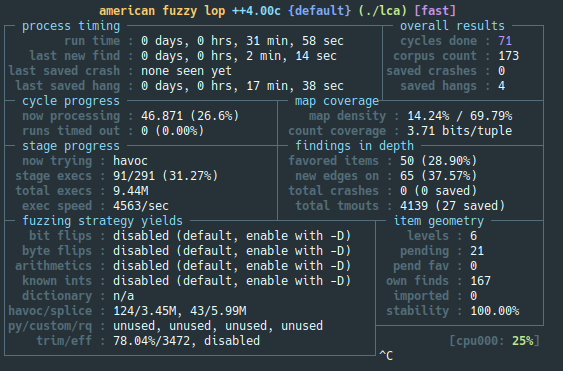 american fuzzy lop ++4.00c {default} (./lca) [fast]
process timing overall results
run time : 0 days, 0 hrs, 31 min, 58 sec cycles done : 71
last new find : 0 days, 0 hrs, 2 min, 14 sec corpus count : 173
last saved crash : none seen yet saved crashes : 0
last saved hang : 0 days, 0 hrs, 17 min, 38 sec saved hangs : 4
cycle progress map coverage
now processing : 46.871 (26.6%) map density : 14.24% / 69.79%
runs timed out : 0 (0.00%) count coverage : 3.71 bits/tuple
stage progress findings in depth
now trying : havoc favored items : 50 (28.90%)
stage execs : 91/291 (31.27%) new edges on : 65 (37.57%)
total execs : 9.44M total crashes : 0 (0 saved)
exec speed : 4563/sec total tmouts : 4139 (27 saved)
fuzzing strategy yields item geometry
bit flips : disabled (default, enable with -D) levels : 6
byte flips : disabled (default, enable with -D) pending : 21
arithmetics : disabled (default, enable with -D) pend fav : 0
known ints : disabled (default, enable with -D) own finds : 167
dictionary : n/a imported : 0
havoc/splice : 124/3.45M, 43/5.99M stability : 100.00%
py/custom/rq : unused, unused, unused, unused
trim/eff : 78.04%/3472, disabled [cpu000: 25%]
^C